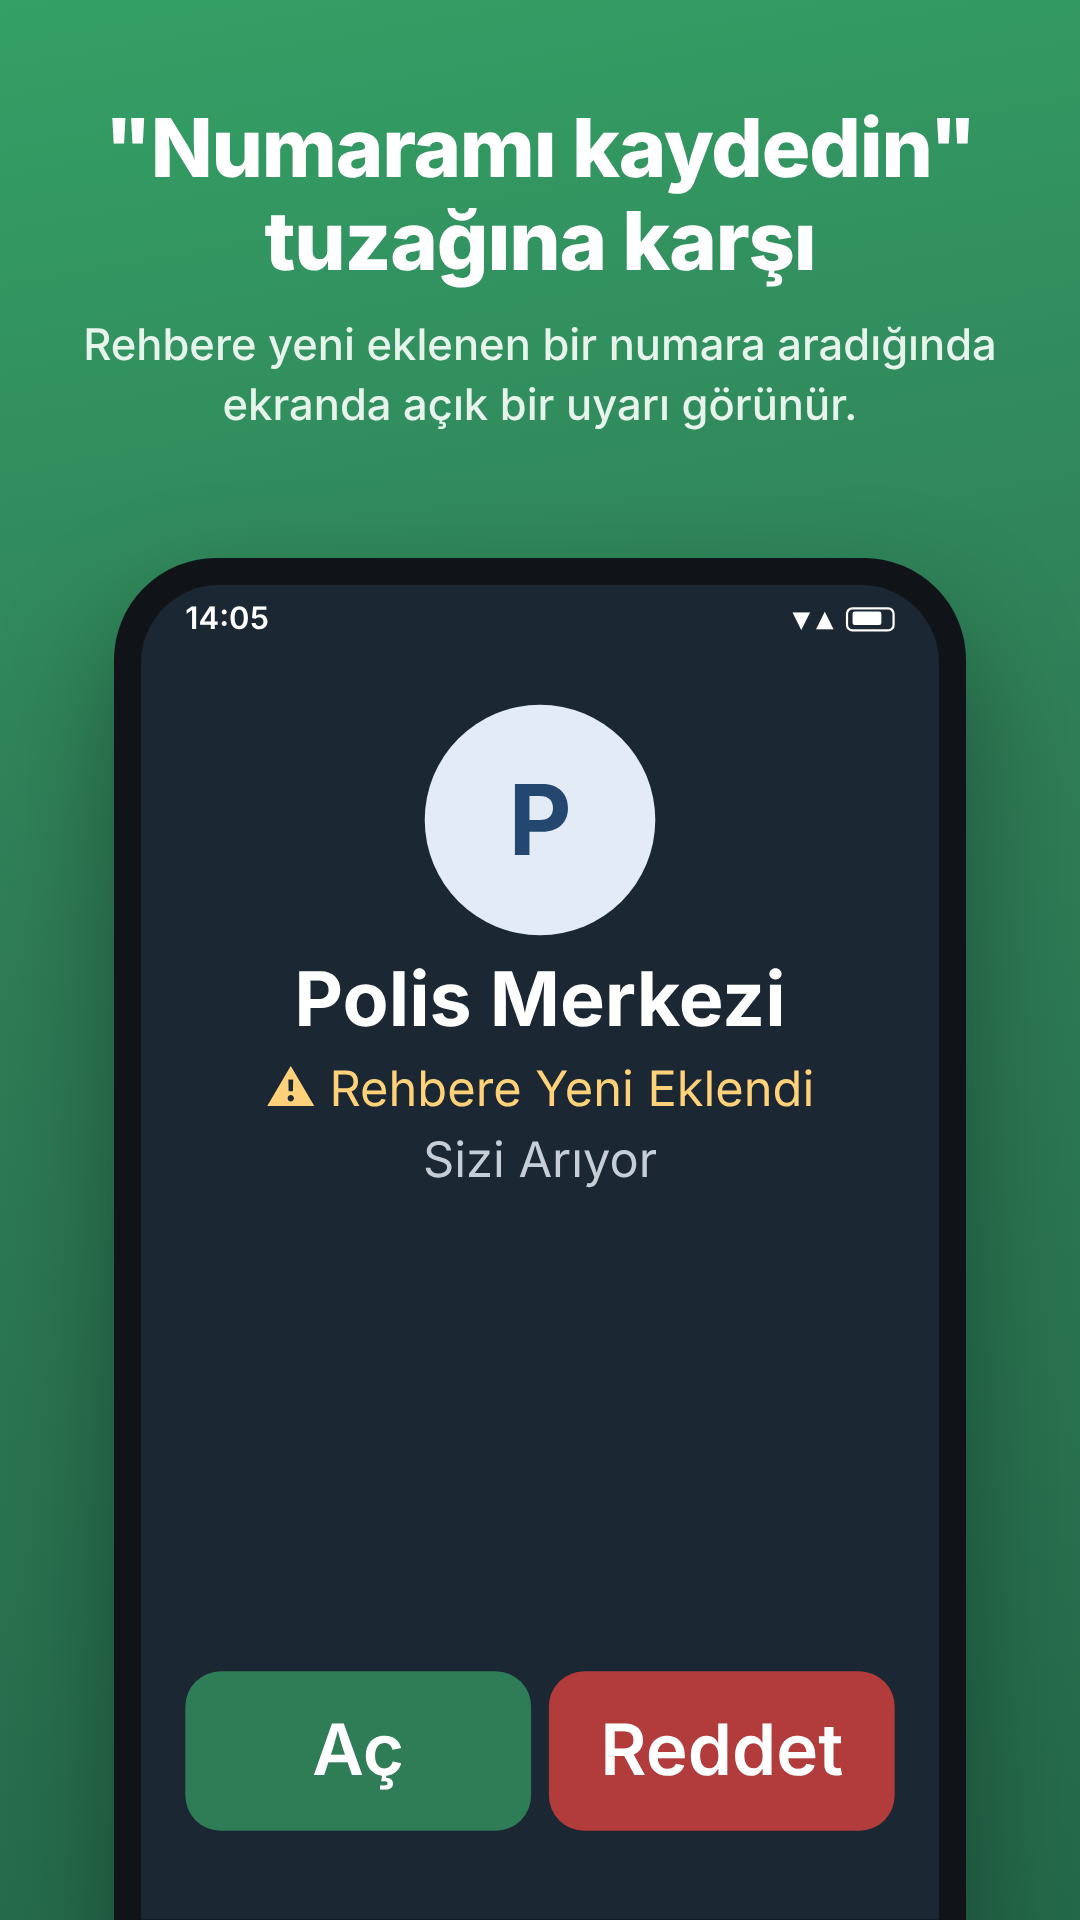 "Numaramı kaydedin"
tuzağına karşı
Rehbere yeni eklenen bir numara aradığında
ekranda açık bir uyarı görünür.
14:05
P
Polis Merkezi
Rehbere Yeni Eklendi
Sizi Arıyor
Aç
Reddet